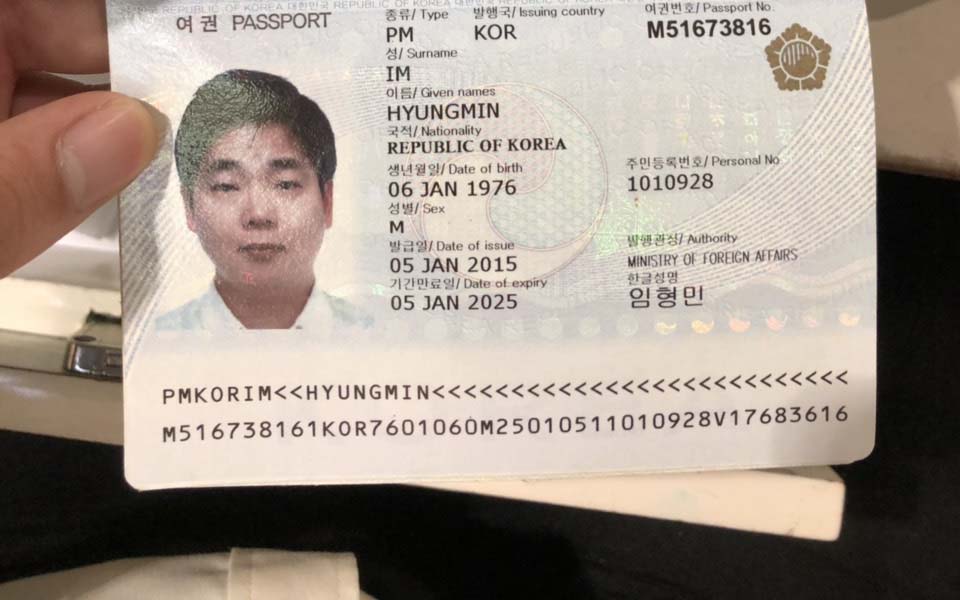 REPUBLIC OF KOREA 대한민국 REPUBLIC OF KOREA 대한민국 REPUBLIC OF KOREA
여권 PASSPORT
종류/ Type 발행국/ Issuing country 여권번호/ Passport No.
PM KOR M51673816
성/ Surname
IM
이름/ Given names
HYUNGMIN
국적/ Nationality
REPUBLIC OF KOREA
생년월일/ Date of birth 주민등록번호/ Personal No.
06 JAN 1976 1010928
성별/ Sex
M
발급일/ Date of issue 발행관청/ Authority
05 JAN 2015 MINISTRY OF FOREIGN AFFAIRS
기간만료일/ Date of expiry 한글성명
05 JAN 2025 임형민
PMKORIM<<HYUNGMIN<<<<<<<<<<<<<<<<<<<<<<<<<<<
M516738161KOR7601060M25010511010928V17683616